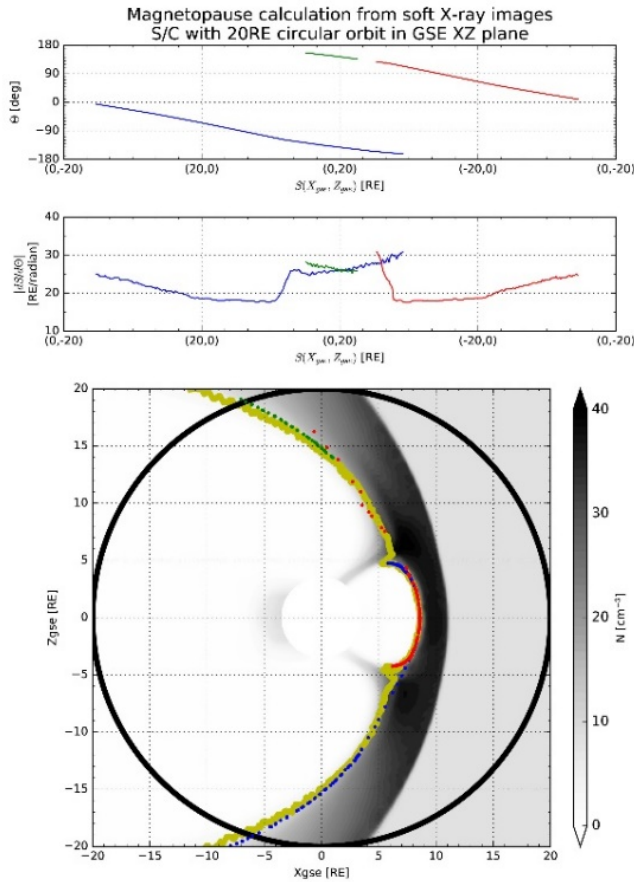 Magnetopause calculation from soft X-ray images
S/C with 20RE circular orbit in GSE XZ plane
180
90
0
−90
−180
Θ [deg]
(0,-20) (20,0) (0,20) (-20,0) (0,-20)
S(Xgse, Zgse) [RE]
40
30
20
10
|dS/dΘ|
[RE/radian]
(0,-20) (20,0) (0,20) (-20,0) (0,-20)
S(Xgse, Zgse) [RE]
20
15
10
5
0
−5
−10
−15
−20
Zgse [RE]
−20 −15 −10 −5 0 5 10 15 20
Xgse [RE]
40
30
20
10
0
N [cm⁻³]